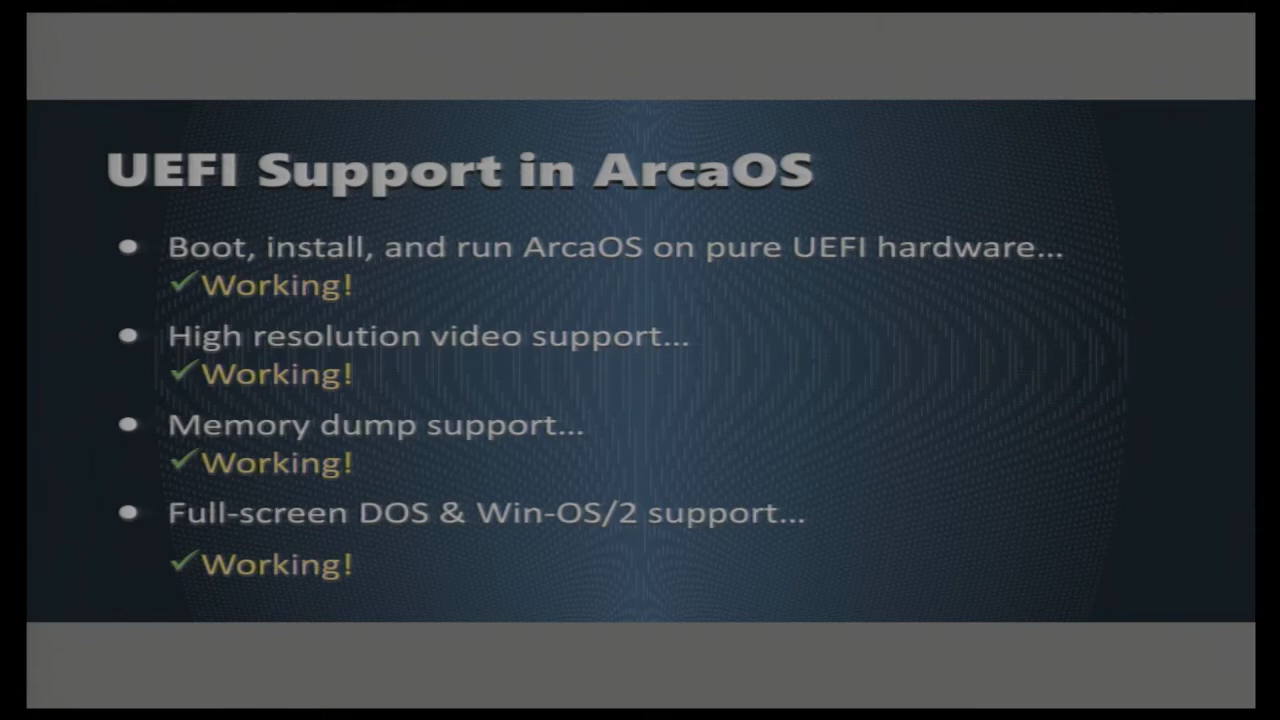 UEFI Support in ArcaOS
• Boot, install, and run ArcaOS on pure UEFI hardware...
✓Working!
• High resolution video support...
✓Working!
• Memory dump support...
✓Working!
• Full-screen DOS & Win-OS/2 support...
✓Working!